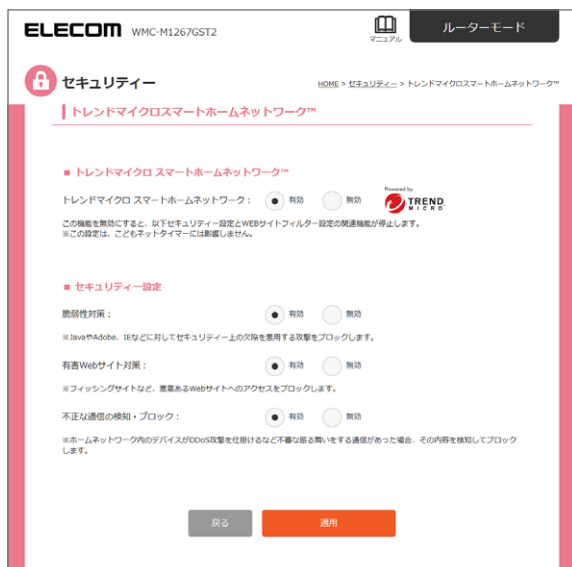 ELECOM WMC-M1267GST2
マニュアル
ルーターモード
セキュリティー
HOME > セキュリティー > トレンドマイクロスマートホームネットワーク™
トレンドマイクロスマートホームネットワーク™
■ トレンドマイクロ スマートホームネットワーク™
トレンドマイクロ スマートホームネットワーク： 有効 無効
Powered by
TREND
MICRO
この機能を無効にすると、以下セキュリティー設定とWEBサイトフィルター設定の関連機能が停止します。
※この設定は、こどもネットタイマーには影響しません。
■ セキュリティー設定
脆弱性対策： 有効 無効
※JavaやAdobe、IEなどに対してセキュリティー上の欠陥を悪用する攻撃をブロックします。
有害Webサイト対策： 有効 無効
※フィッシングサイトなど、悪意あるWebサイトへのアクセスをブロックします。
不正な通信の検知・ブロック： 有効 無効
※ホームネットワーク内のデバイスがDDoS攻撃を仕掛けるなど不審な振る舞いをする通信があった場合、その内容を検知してブロック
します。
戻る
適用